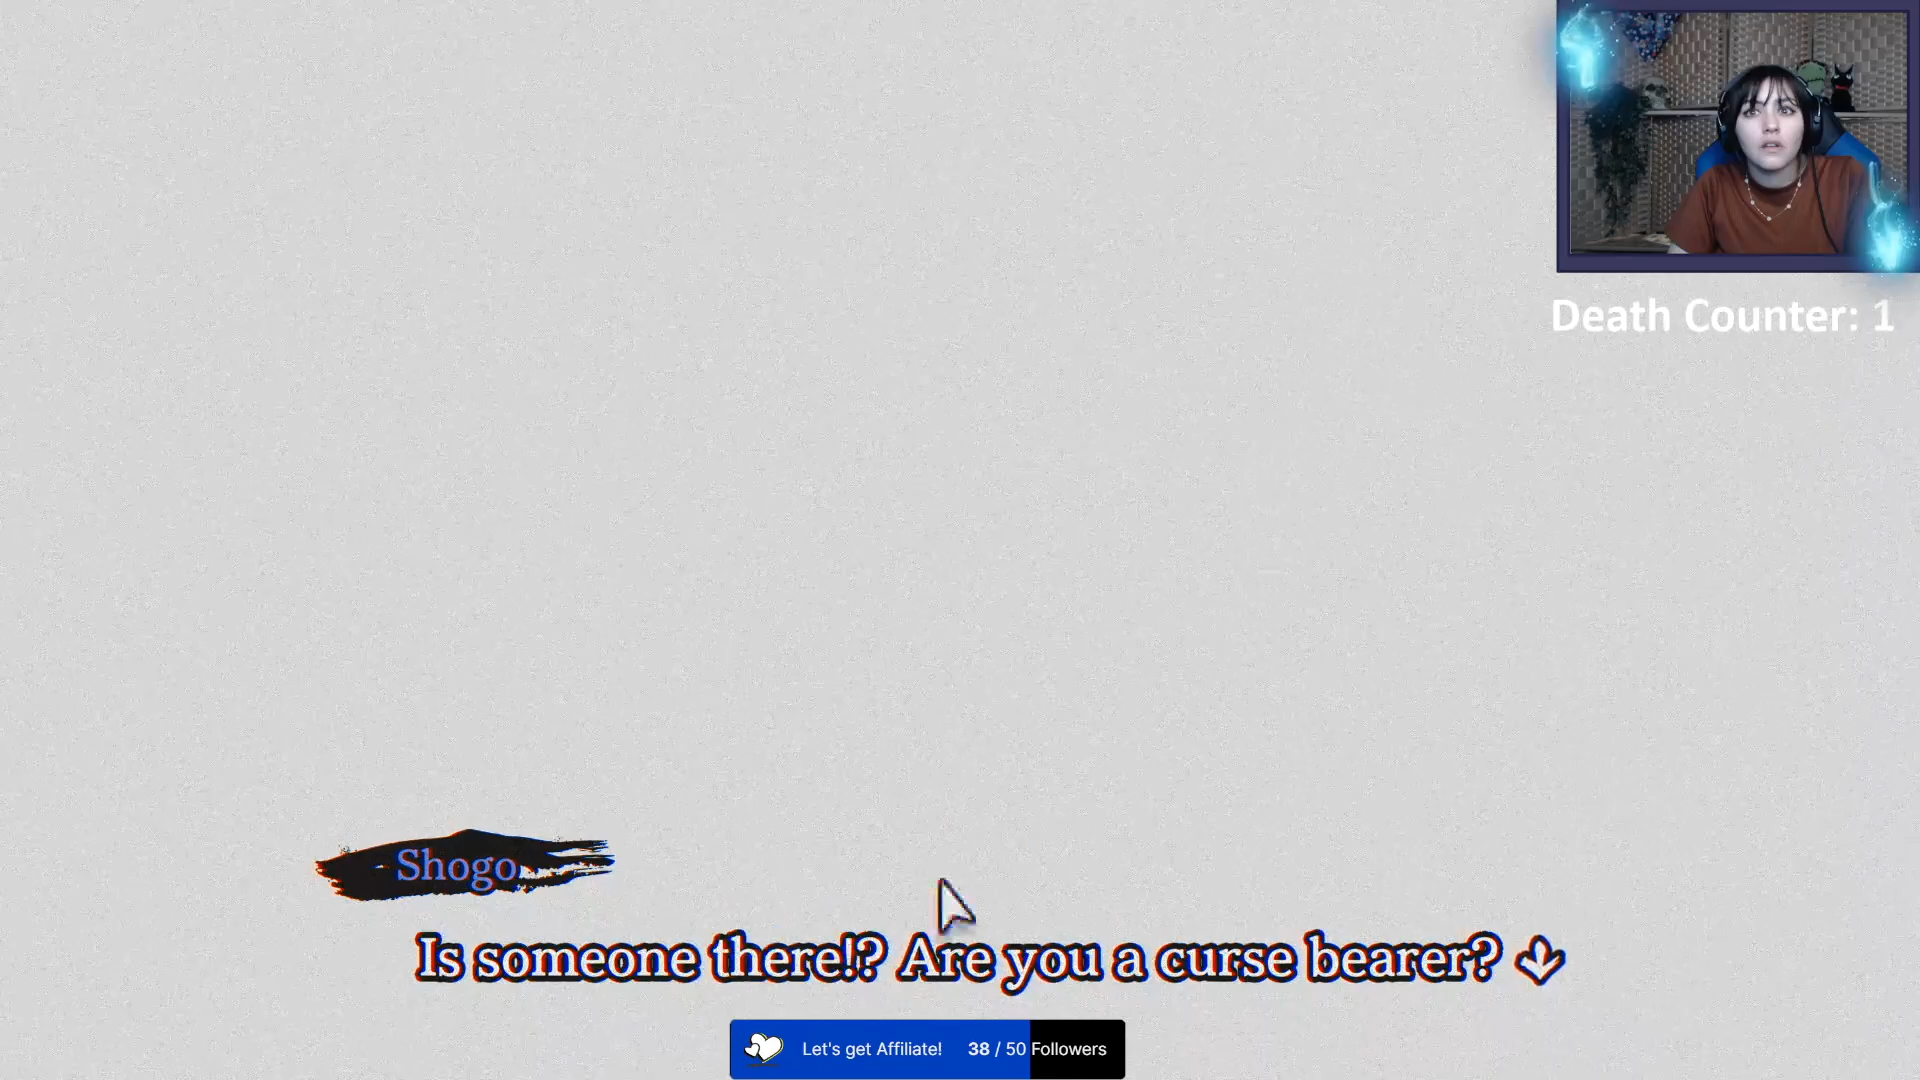 Death Counter: 1
Shogo
Is someone there!? Are you a curse bearer?
Let's get Affiliate! 38 / 50 Followers